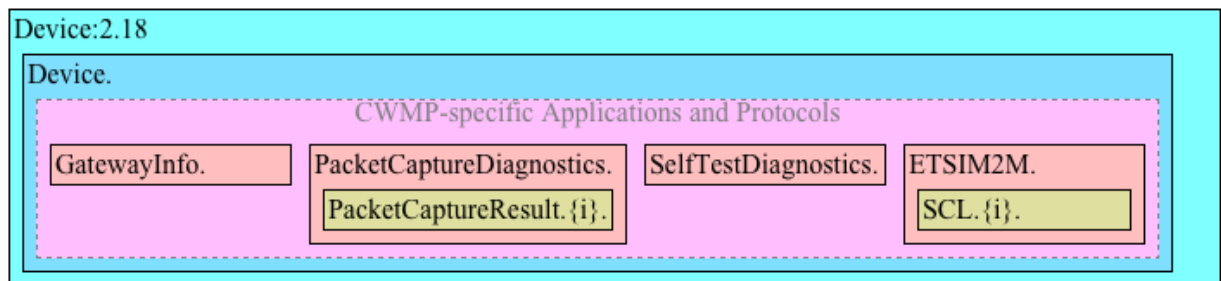 Device:2.18
Device.
CWMP-specific Applications and Protocols
GatewayInfo.
PacketCaptureDiagnostics.
PacketCaptureResult.{i}.
SelfTestDiagnostics.
ETSIM2M.
SCL.{i}.